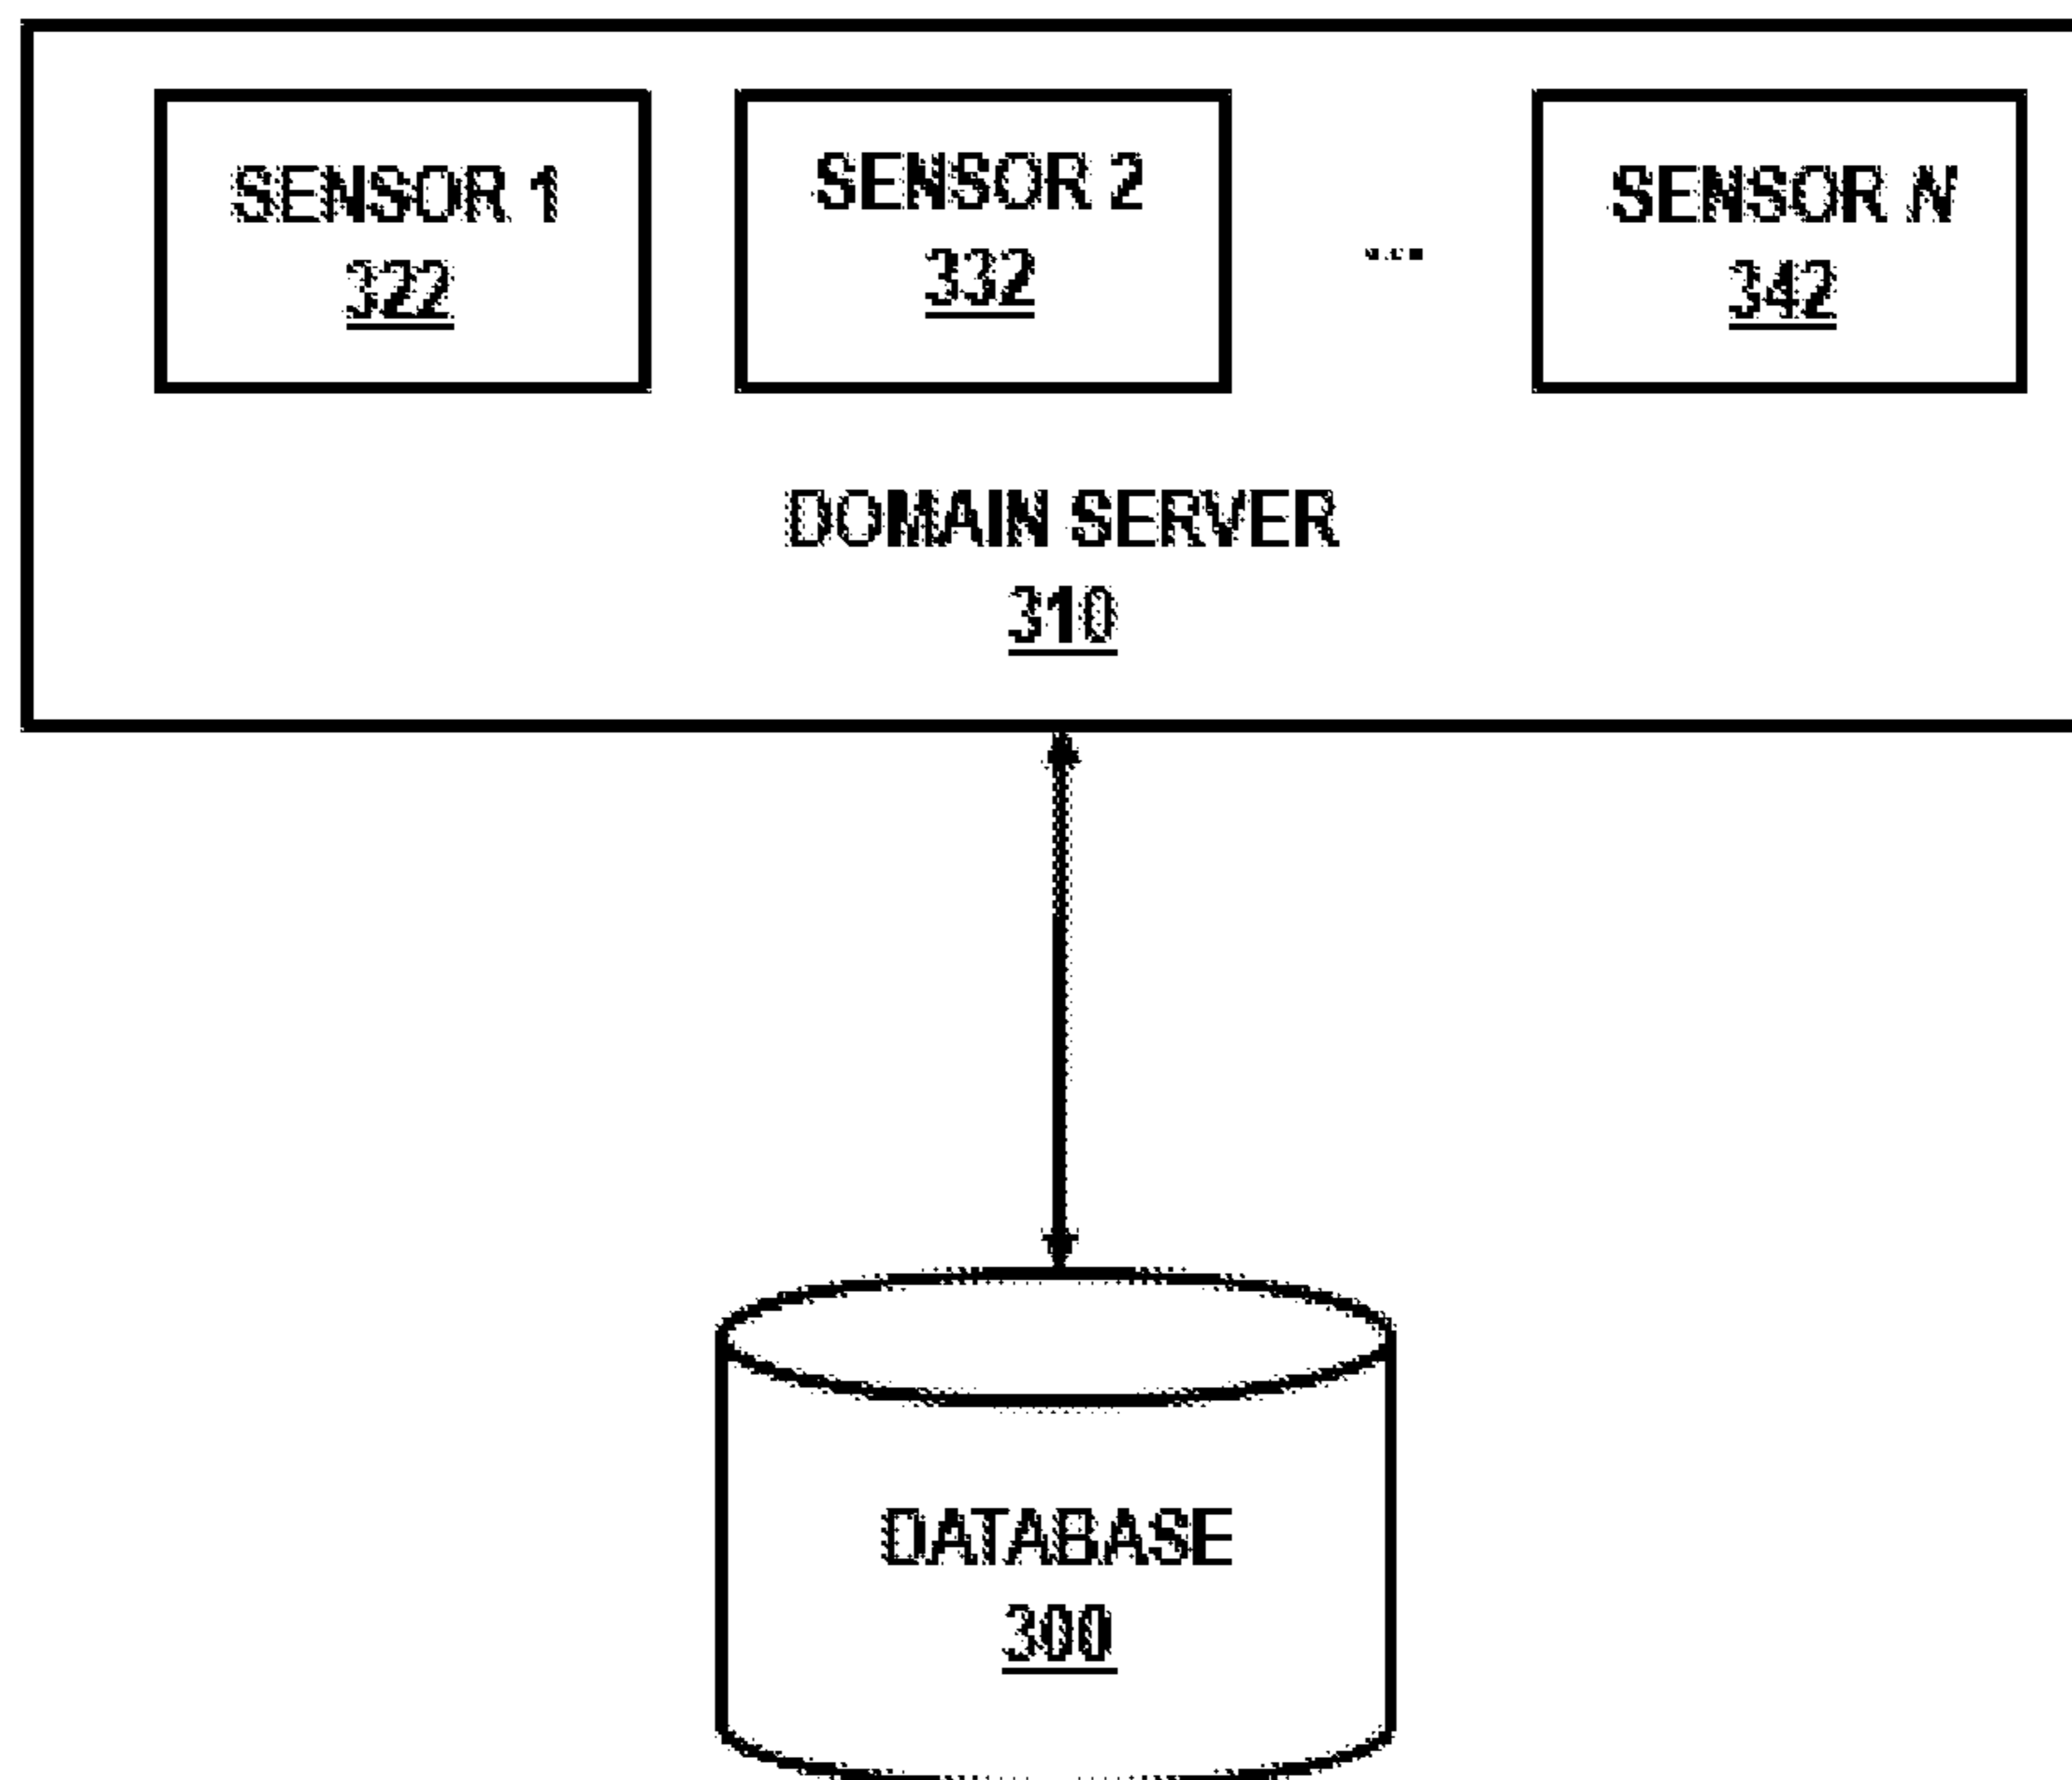 SENSOR 1
322
SENSOR 2
332
...
SENSOR N
342
DOMAIN SERVER
310
DATABASE
300